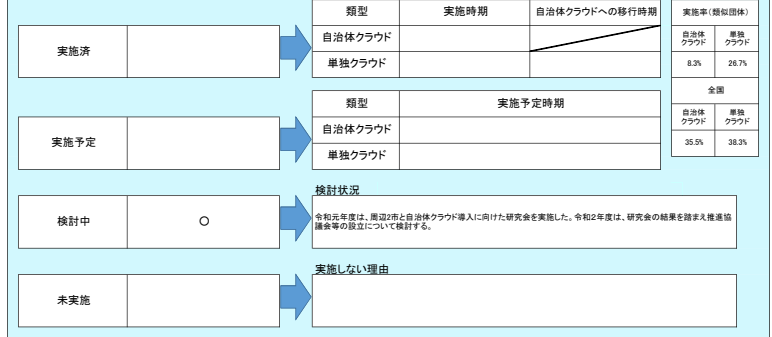 類型 実施時期 自治体クラウドへの移行時期
実施済
自治体クラウド
単独クラウド
実施率(類似団体)
自治体クラウド 単独クラウド
8.3% 26.7%
全国
自治体クラウド 単独クラウド
35.5% 38.3%
類型 実施予定時期
実施予定
自治体クラウド
単独クラウド
検討状況
検討中 ○
令和元年度は、周辺2市と自治体クラウド導入に向けた研究会を実施した。令和2年度は、研究会の結果を踏まえ推進協
議会等の設立について検討する。
実施しない理由
未実施